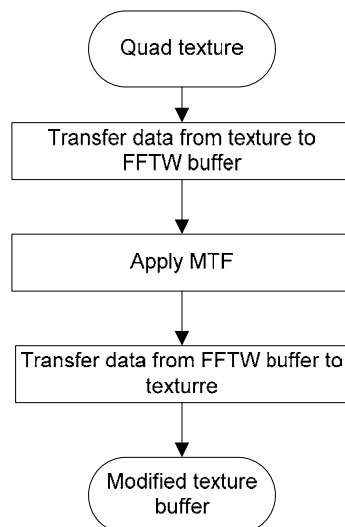 Quad texture
Transfer data from texture to
FFTW buffer
Apply MTF
Transfer data from FFTW buffer to
texturre
Modified texture
buffer